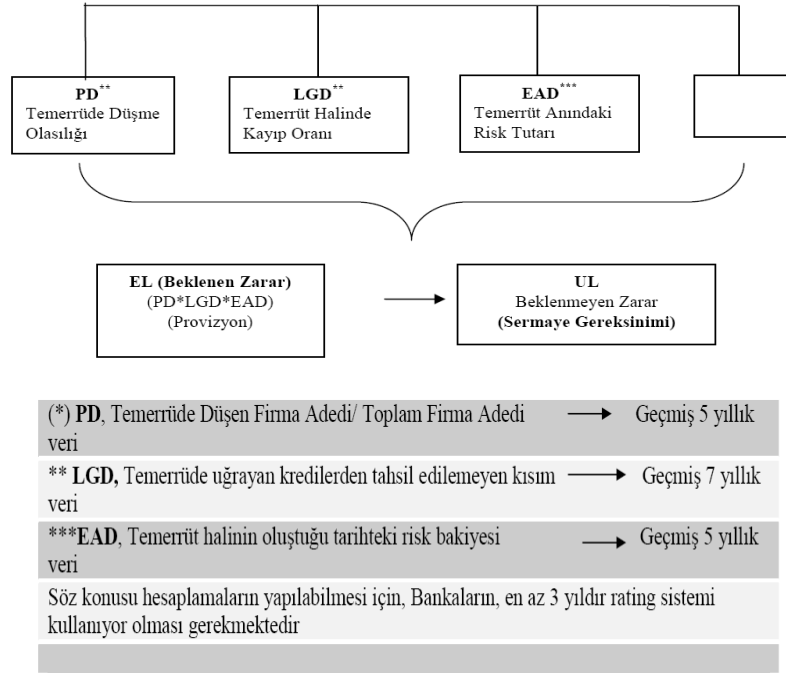 PD**
Temerrüde Düşme
Olasılığı
LGD**
Temerrüt Halinde
Kayıp Oranı
EAD***
Temerrüt Anındaki
Risk Tutarı
EL (Beklenen Zarar)
(PD*LGD*EAD)
(Provizyon)
UL
Beklenmeyen Zarar
(Sermaye Gereksinimi)
(*) PD, Temerrüde Düşen Firma Adedi/ Toplam Firma Adedi → Geçmiş 5 yıllık
veri
** LGD, Temerrüde uğrayan kredilerden tahsil edilemeyen kısım → Geçmiş 7 yıllık
veri
***EAD, Temerrüt halinin oluştuğu tarihteki risk bakiyesi → Geçmiş 5 yıllık
veri
Söz konusu hesaplamaların yapılabilmesi için, Bankaların, en az 3 yıldır rating sistemi
kullanıyor olması gerekmektedir